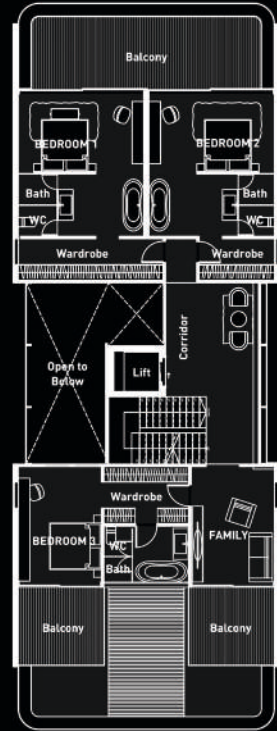 Balcony
BEDROOM 1
BEDROOM 2
Bath
Bath
WC
WC
Wardrobe
Wardrobe
Corridor
Open to
Below
Lift
Wardrobe
BEDROOM 3
WC
FAMILY
Bath
Balcony
Balcony